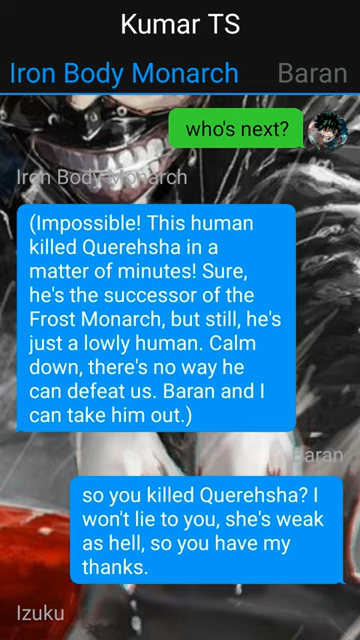 Kumar TS
Iron Body Monarch Baran
who's next?
Iron Body Monarch
(Impossible! This human
killed Querehsha in a
matter of minutes! Sure,
he's the successor of the
Frost Monarch, but still, he's
just a lowly human. Calm
down, there's no way he
can defeat us. Baran and I
can take him out.)
Baran
so you killed Querehsha? I
won't lie to you, she's weak
as hell, so you have my
thanks.
Izuku